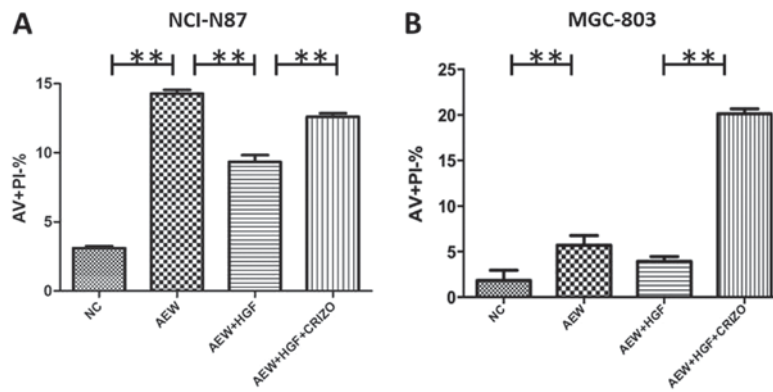 A
NCI-N87
** ** **
AV+PI-%
15
10
5
0
NC
AEW
AEW+HGF
AEW+HGF+CRIZO
B
MGC-803
** **
AV+PI-%
25
20
15
10
5
0
NC
AEW
AEW+HGF
AEW+HGF+CRIZO